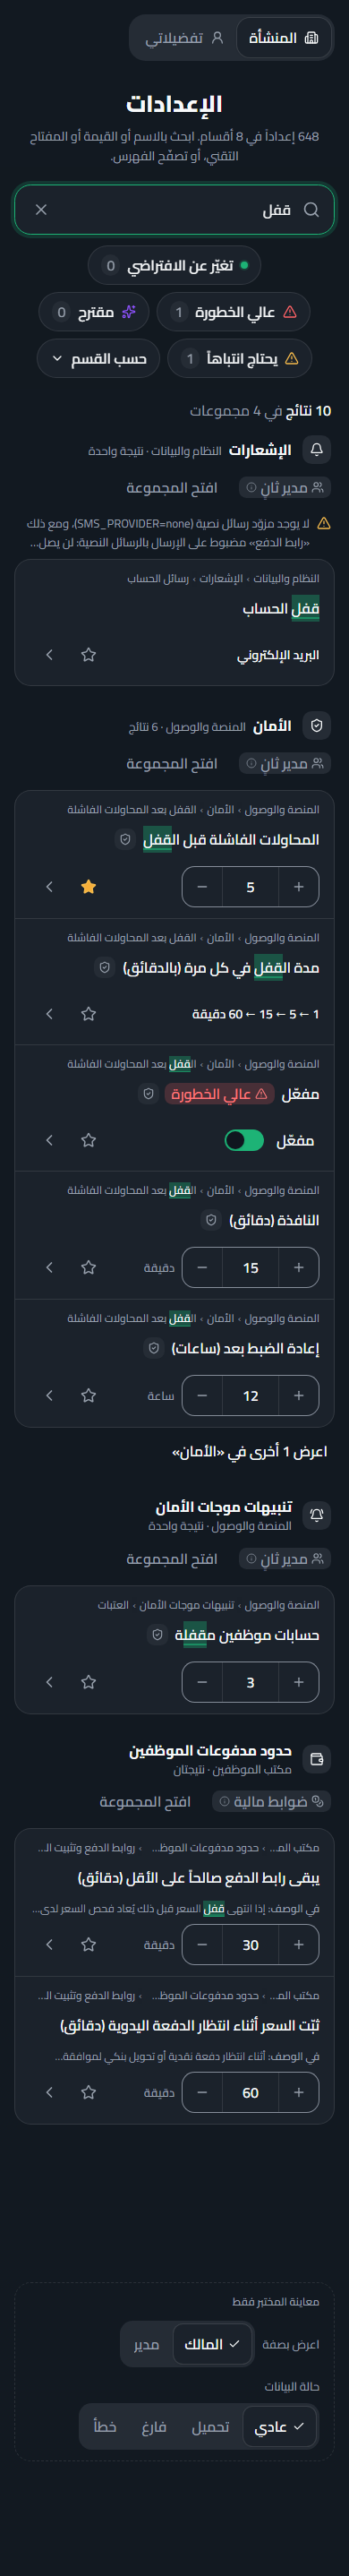 المنشأة
تفضيلاتي
الإعدادات
648 إعداداً في 8 أقسام. ابحث بالاسم أو القيمة أو المفتاح
التقني، أو تصفّح الفهرس.
قفل
تغيّر عن الافتراضي 0
عالي الخطورة 1
مقترح 0
يحتاج انتباهاً 1
حسب القسم
10 نتائج في 4 مجموعات
الإشعارات النظام والبيانات · نتيجة واحدة
مدير ثانٍ
افتح المجموعة
لا يوجد مزوّد رسائل نصية (SMS_PROVIDER=none)، ومع ذلك
«رابط الدفع» مضبوط على الإرسال بالرسائل النصية: لن يصل...
النظام والبيانات › الإشعارات › رسائل الحساب
قفل الحساب
البريد الإلكتروني
الأمان المنصة والوصول · 6 نتائج
مدير ثانٍ
افتح المجموعة
المنصة والوصول › الأمان › القفل بعد المحاولات الفاشلة
المحاولات الفاشلة قبل القفل
+ 5 −
المنصة والوصول › الأمان › القفل بعد المحاولات الفاشلة
مدة القفل في كل مرة (بالدقائق)
1 ← 5 ← 15 ← 60 دقيقة
المنصة والوصول › الأمان › القفل بعد المحاولات الفاشلة
مفعّل عالي الخطورة
مفعّل
المنصة والوصول › الأمان › القفل بعد المحاولات الفاشلة
النافذة (دقائق)
+ 15 − دقيقة
المنصة والوصول › الأمان › القفل بعد المحاولات الفاشلة
إعادة الضبط بعد (ساعات)
+ 12 − ساعة
اعرض 1 أخرى في «الأمان»
تنبيهات موجات الأمان
المنصة والوصول · نتيجة واحدة
مدير ثانٍ
افتح المجموعة
المنصة والوصول › تنبيهات موجات الأمان › العتبات
حسابات موظفين مقفلة
+ 3 −
حدود مدفوعات الموظفين
مكتب الموظفين · نتيجتان
ضوابط مالية
افتح المجموعة
مكتب الم... › حدود مدفوعات الموظ... › روابط الدفع وتثبيت ال...
يبقى رابط الدفع صالحاً على الأقل (دقائق)
في الوصف: إذا انتهى قفل السعر قبل ذلك يُعاد فحص السعر لدى...
+ 30 − دقيقة
مكتب الم... › حدود مدفوعات الموظ... › روابط الدفع وتثبيت ال...
ثبّت السعر أثناء انتظار الدفعة اليدوية (دقائق)
في الوصف: أثناء انتظار دفعة نقدية أو تحويل بنكي لموافقة...
+ 60 − دقيقة
معاينة المختبر فقط
اعرض بصفة
المالك
مدير
حالة البيانات
عادي
تحميل
فارغ
خطأ